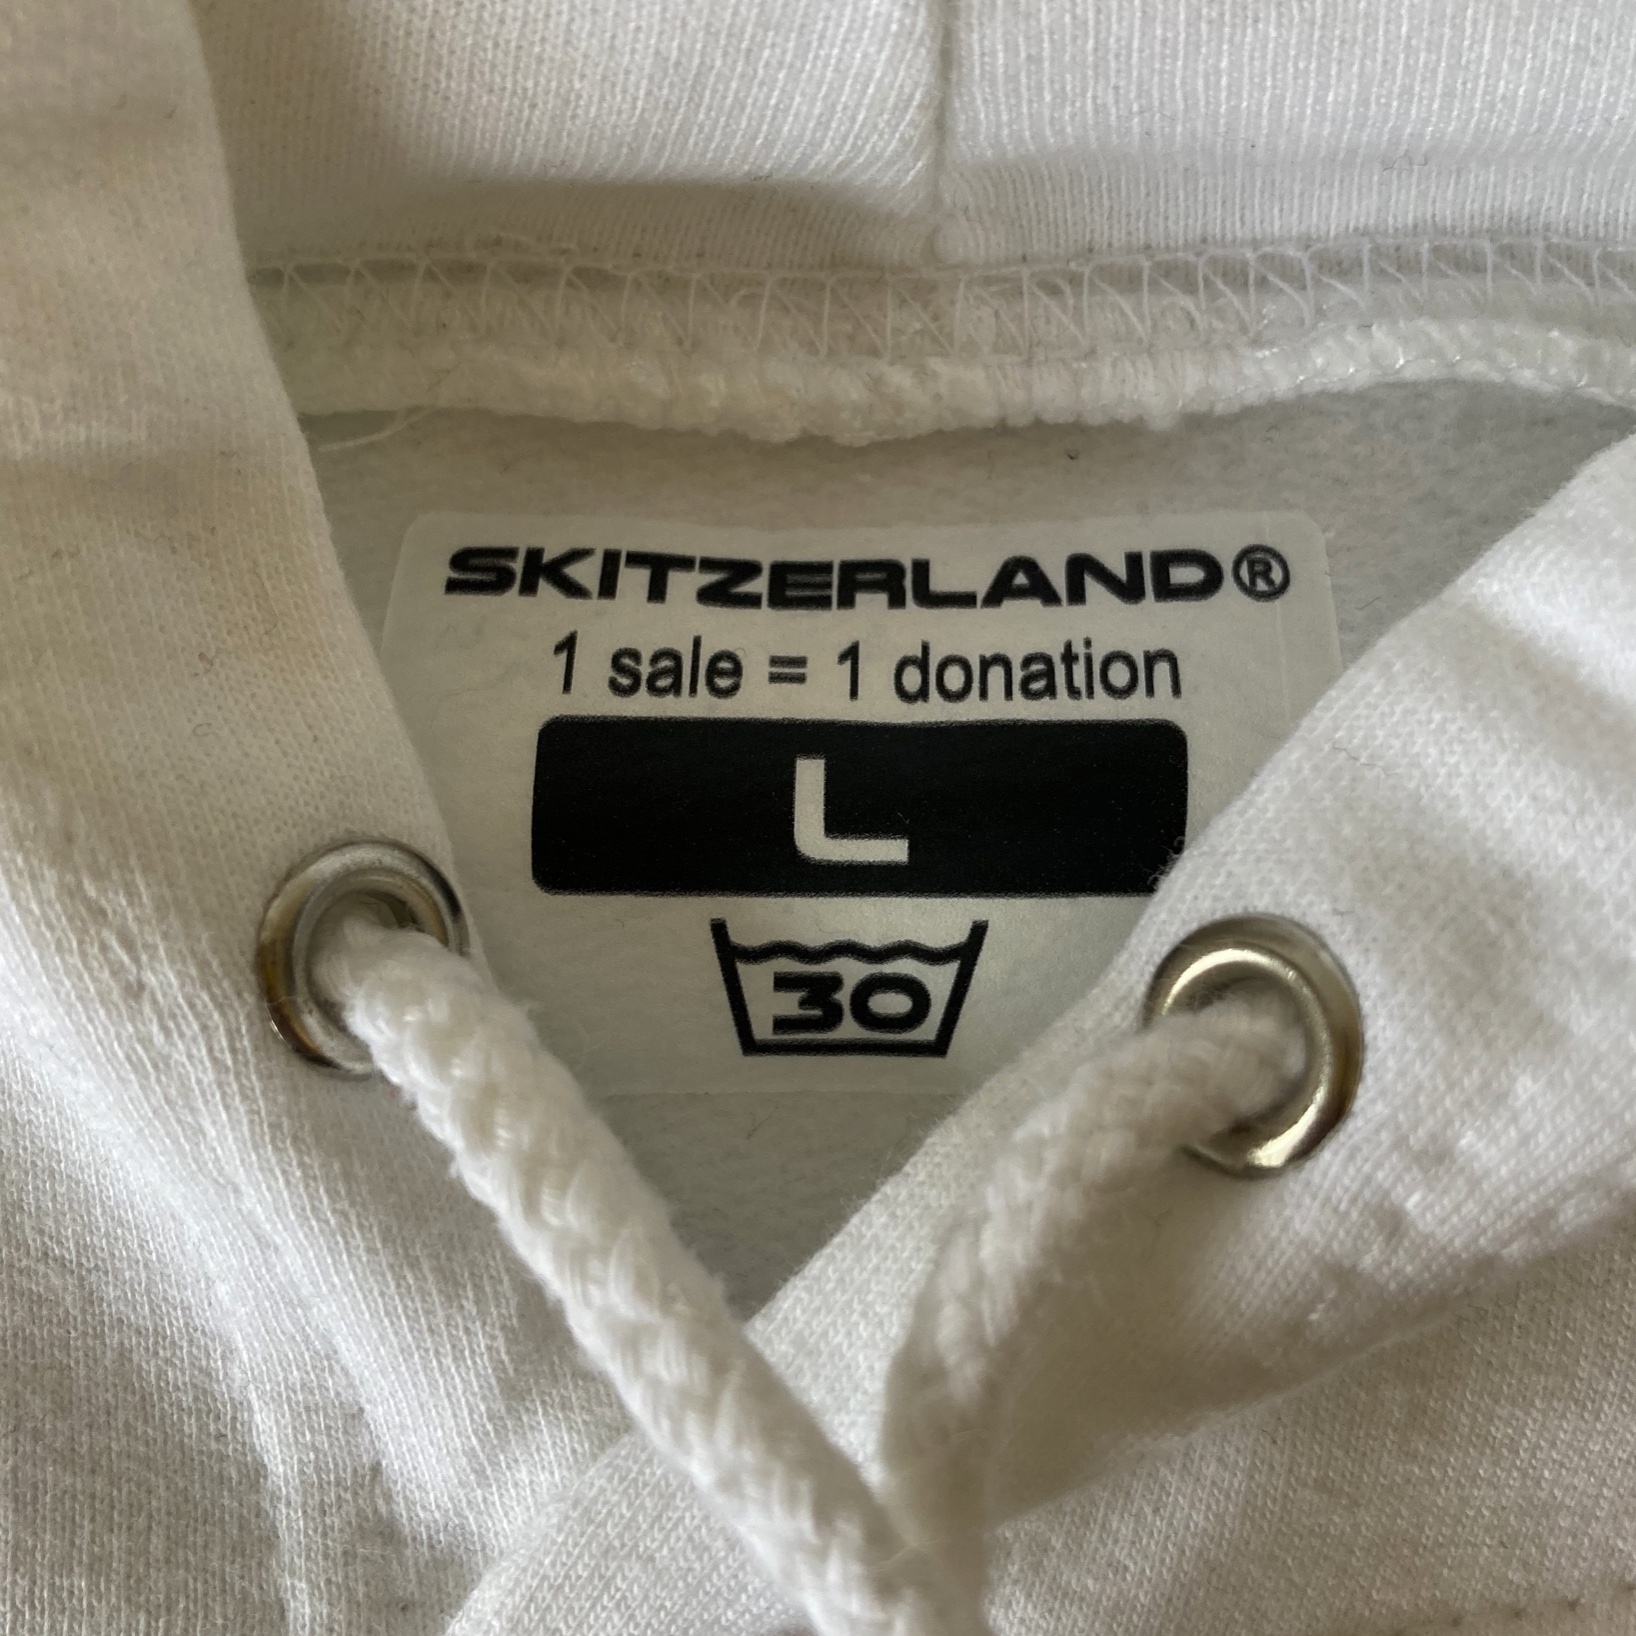 SKITZERLAND®
1 sale = 1 donation
L
30